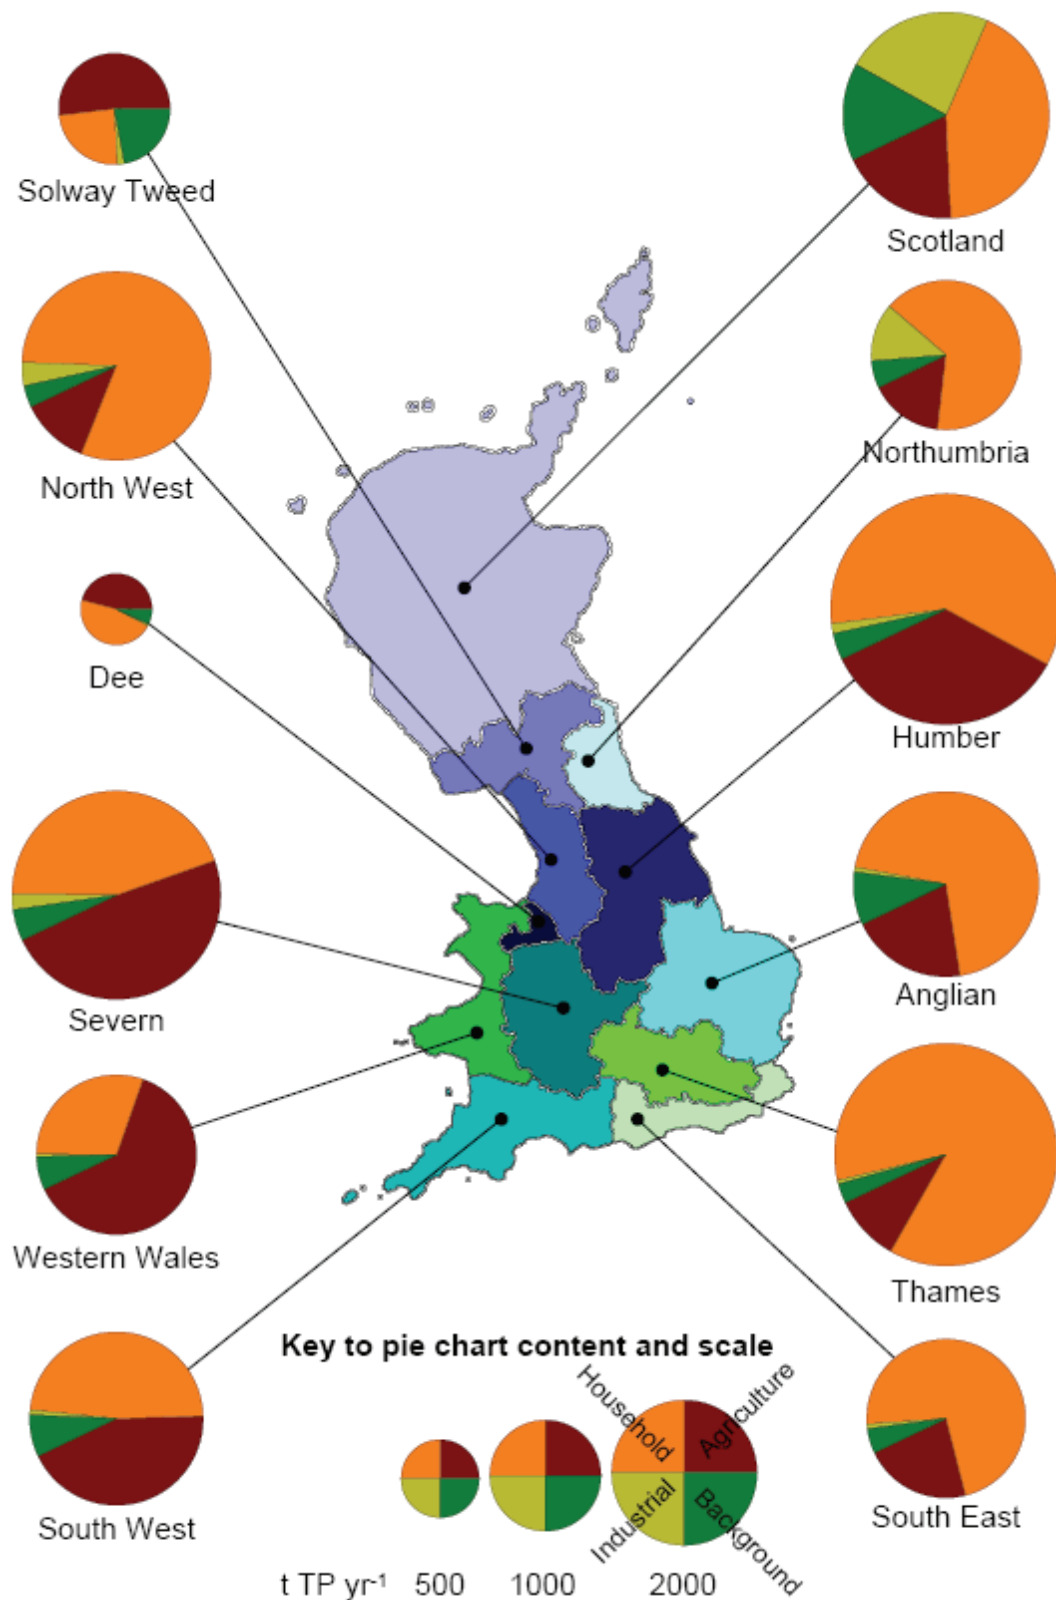 Solway Tweed
Scotland
North West
Northumbria
Dee
Humber
Severn
Anglian
Western Wales
Thames
South West
South East
Key to pie chart content and scale
Household
Agriculture
Industrial
Background
t TP yr-1 500 1000 2000